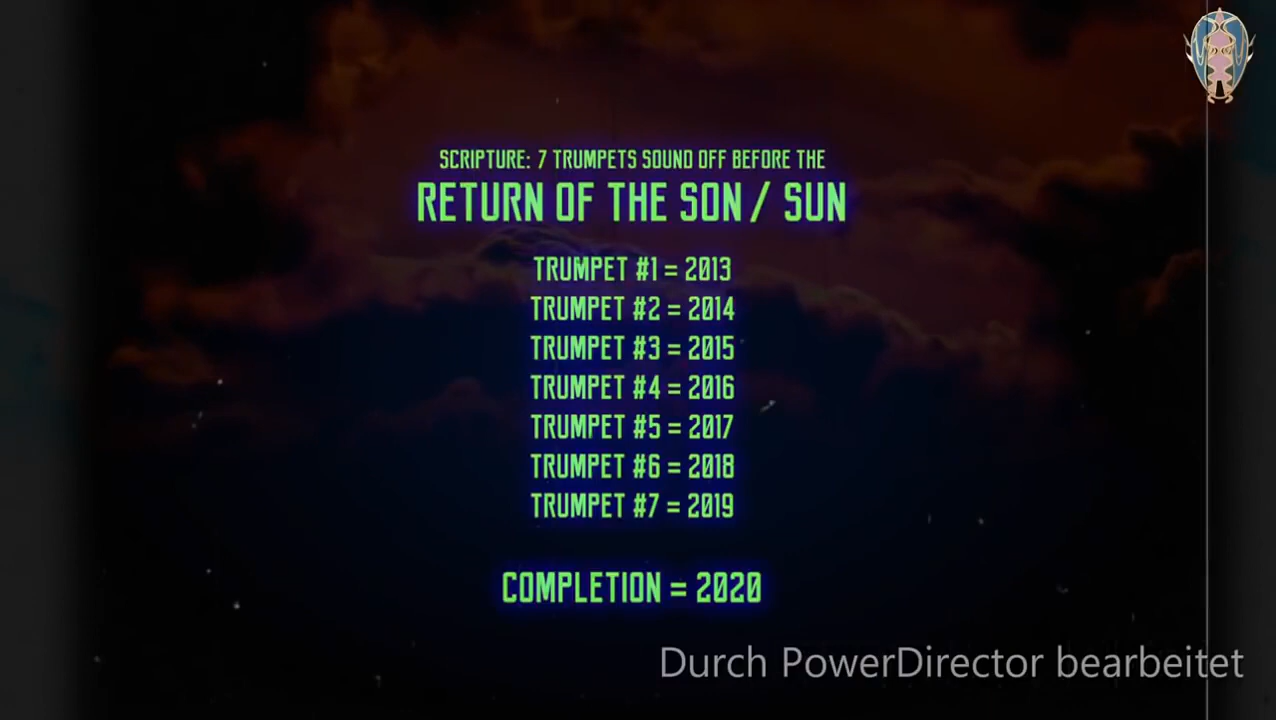 SCRIPTURE: 7 TRUMPETS SOUND OFF BEFORE THE
RETURN OF THE SON / SUN
TRUMPET #1 = 2013
TRUMPET #2 = 2014
TRUMPET #3 = 2015
TRUMPET #4 = 2016
TRUMPET #5 = 2017
TRUMPET #6 = 2018
TRUMPET #7 = 2019
COMPLETION = 2020
Durch PowerDirector bearbeitet